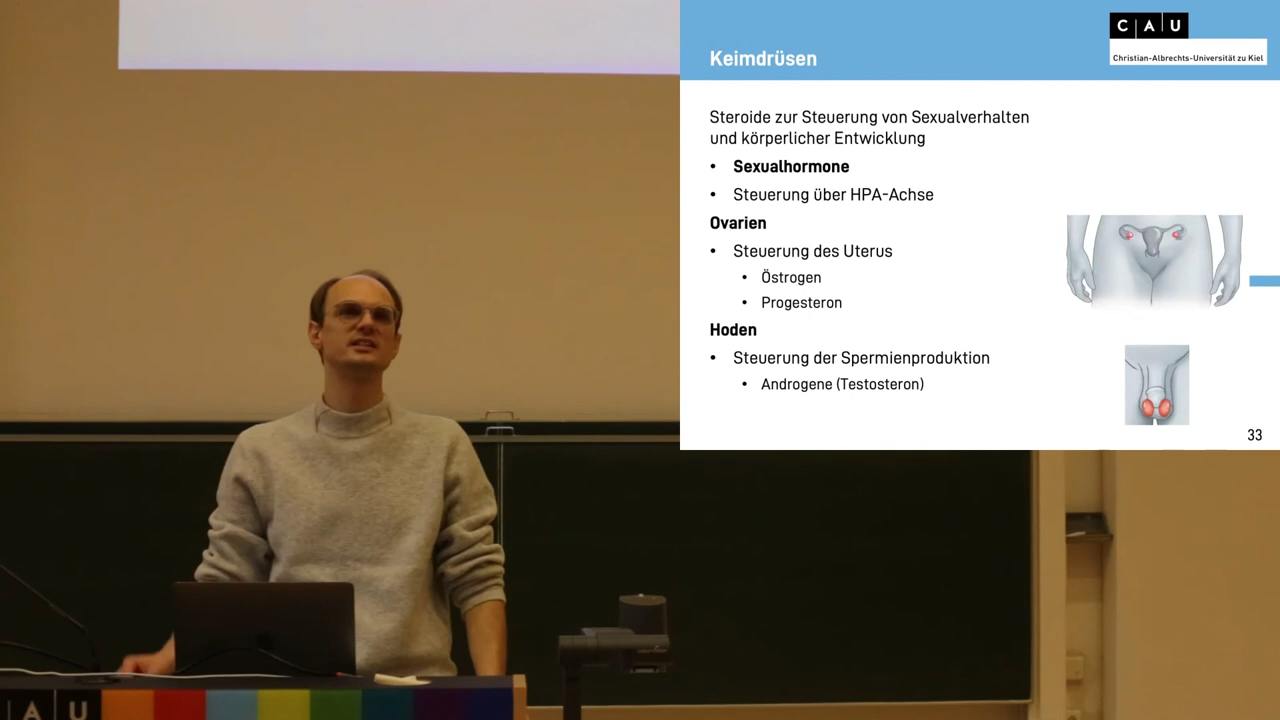 Keimdrüsen
C A U
Christian-Albrechts-Universität zu Kiel
Steroide zur Steuerung von Sexualverhalten
und körperlicher Entwicklung
• Sexualhormone
• Steuerung über HPA-Achse
Ovarien
• Steuerung des Uterus
• Östrogen
• Progesteron
Hoden
• Steuerung der Spermienproduktion
• Androgene (Testosteron)
33
C A U